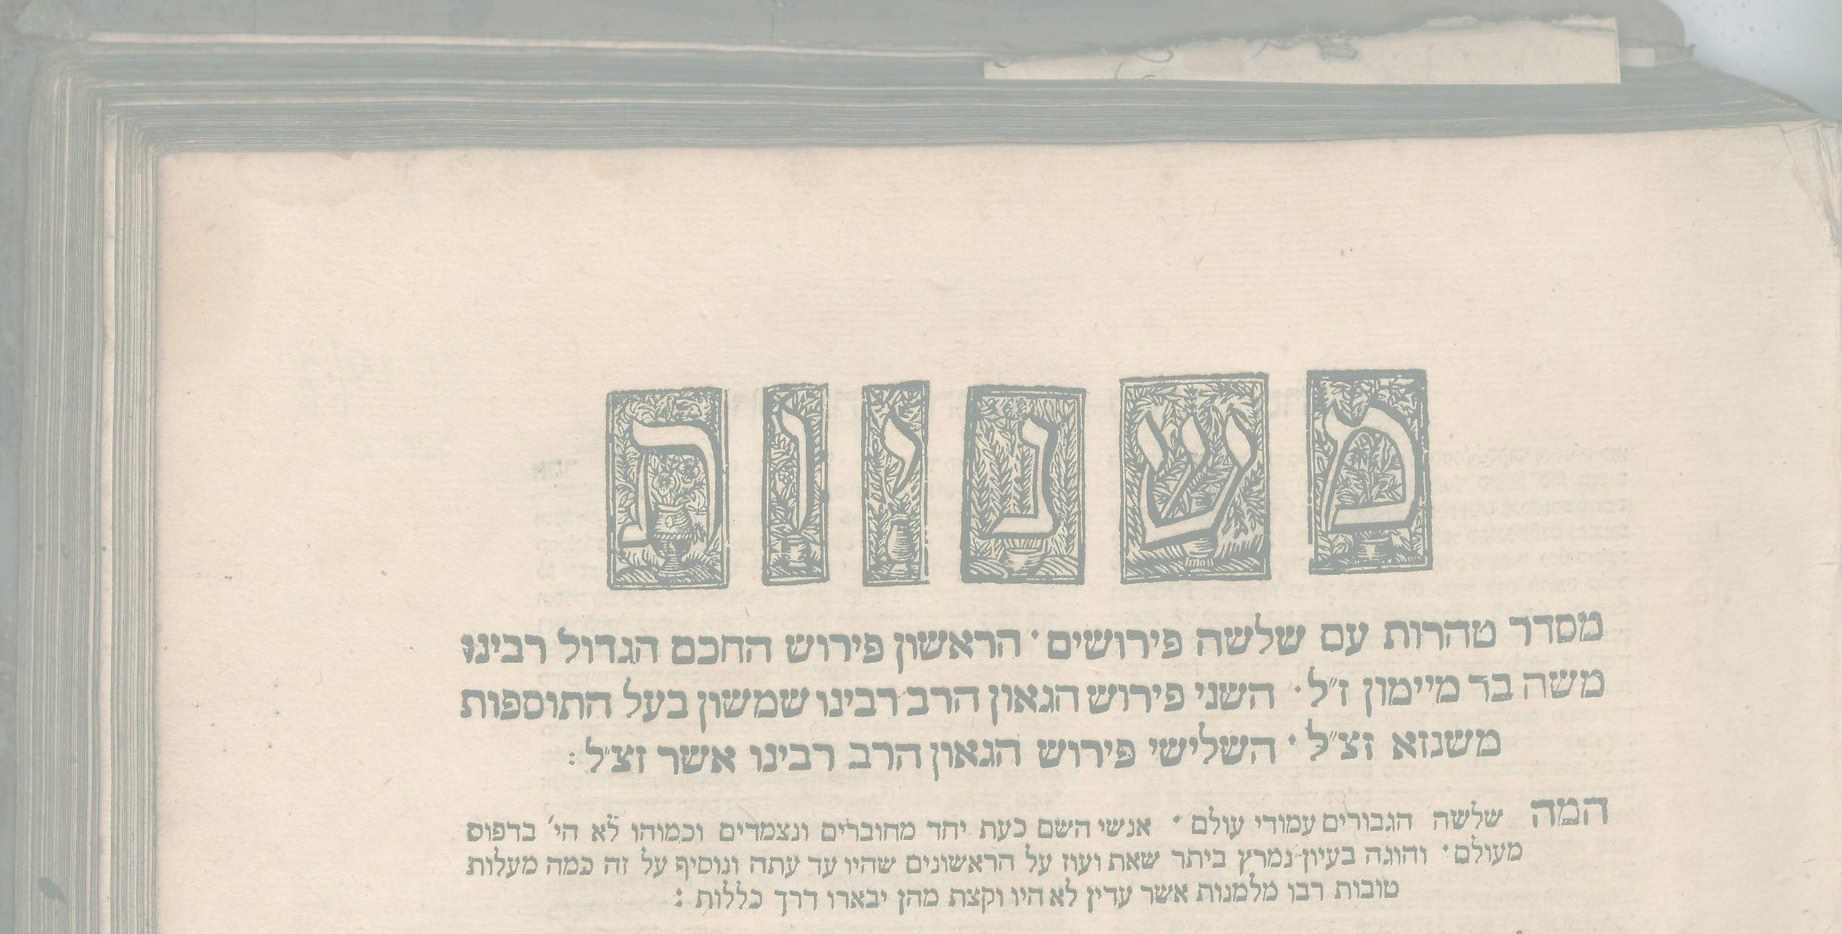 משניות
מסדר טהרות עם שלשה פירושים· הראשון פירוש החכם הגדול רבינו
משה בר מיימון ז״ל· השני פירוש הגאון הרב רבינו שמשון בעל התוספות
משנזא זצ״ל· השלישי פירוש הגאון הרב רבינו אשר זצ״ל:
המה שלשה הגבורים עמודי עולם· אנשי השם כעת יחד מחוברים ונצמדים וכמוהו לא הי׳ בדפוס
מעולם· והוגה בעיון נמרץ ביתר שאת ועוז על הראשונים שהיו עד עתה ונוסיף על זה כמה מעלות
טובות רבו מלמנות אשר עדין לא היו וקצת מהן יבארו דרך כללות: